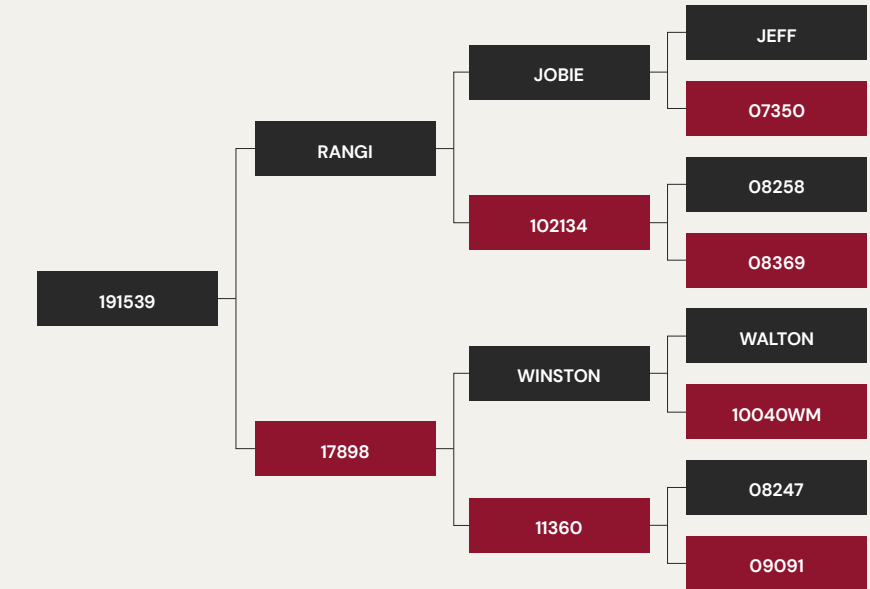 JEFF
JOBIE
07350
RANGI
08258
102134
08369
191539
WALTON
WINSTON
10040WM
17898
08247
11360
09091